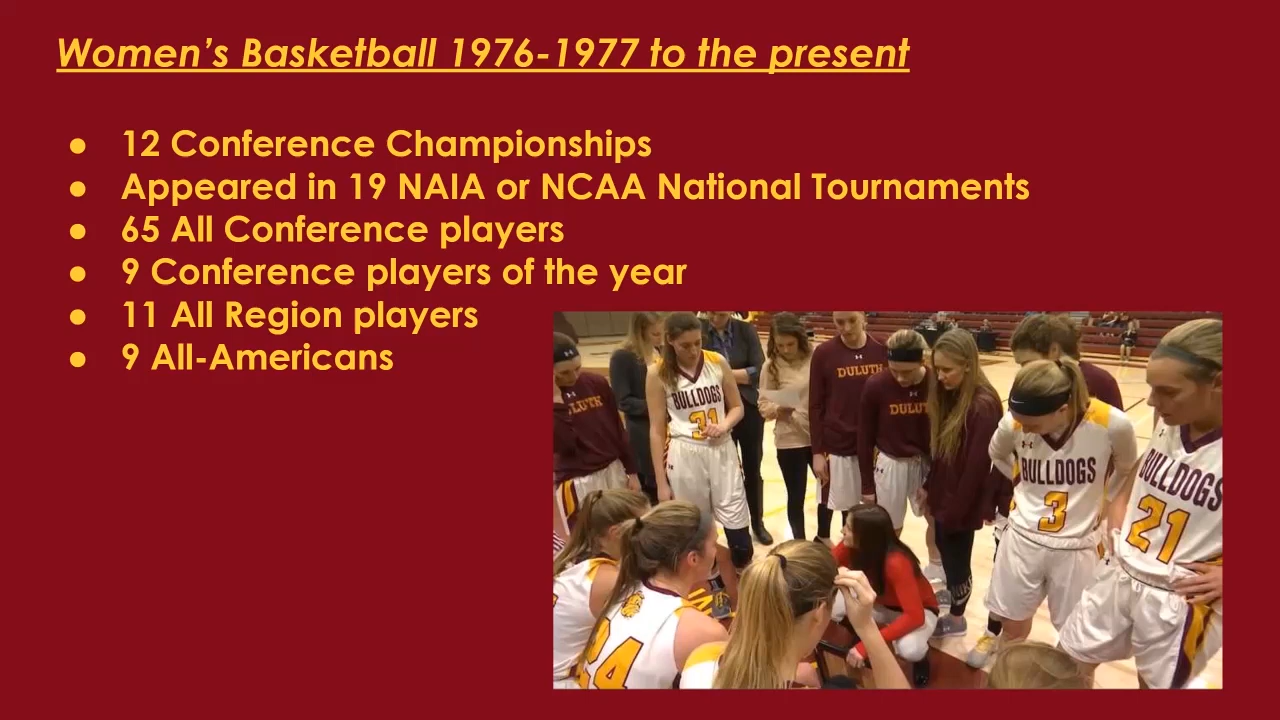 Women's Basketball 1976-1977 to the present
● 12 Conference Championships
● Appeared in 19 NAIA or NCAA National Tournaments
● 65 All Conference players
● 9 Conference players of the year
● 11 All Region players
● 9 All-Americans
DULUTH
DULUTH
BULLDOGS
31
DULUT
BULLDOGS
3
BULLDOGS
21
24